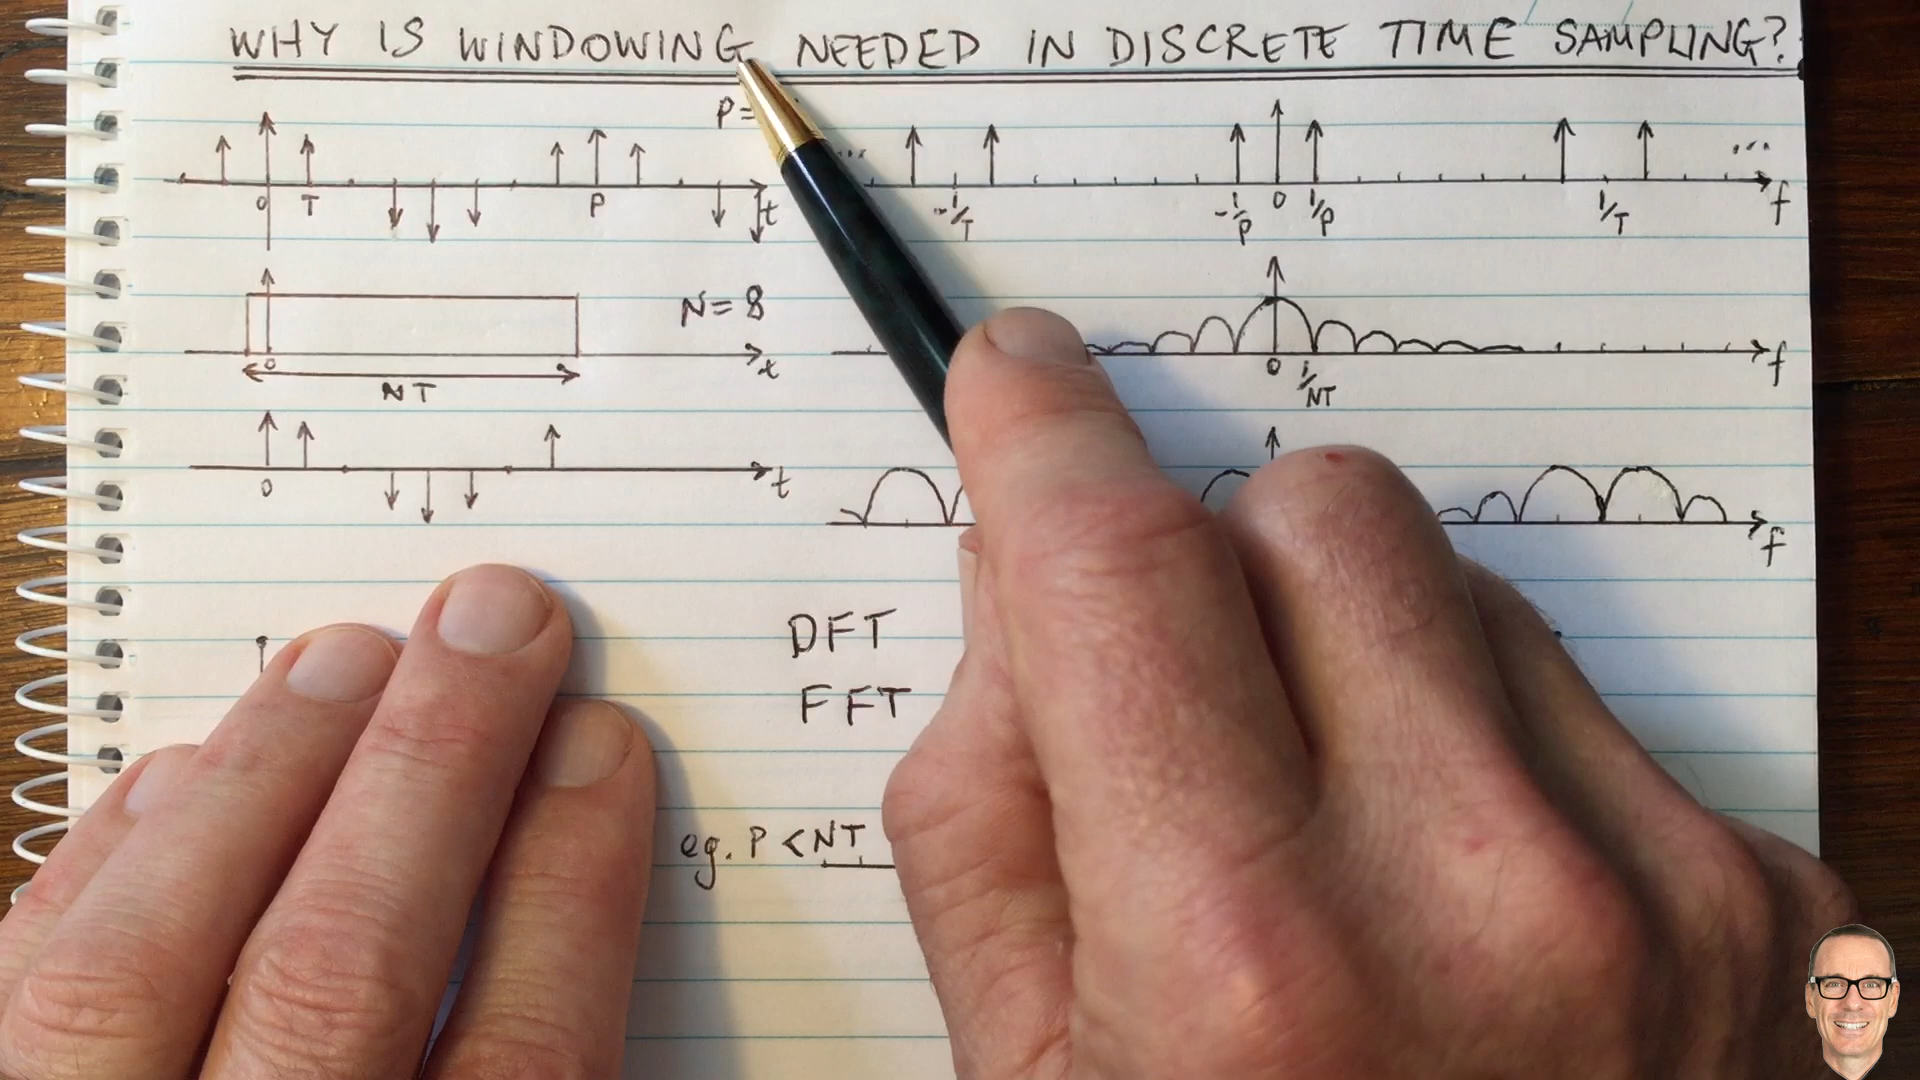 WHY IS WINDOWING NEEDED IN DISCRETE TIME SAMPLING?
P=
0 T P t
... -1/T -1/P 0 1/P 1/T ... f
N=8
0 t
NT
0 1/NT f
0 t
f
DFT
FFT
eg. P < NT